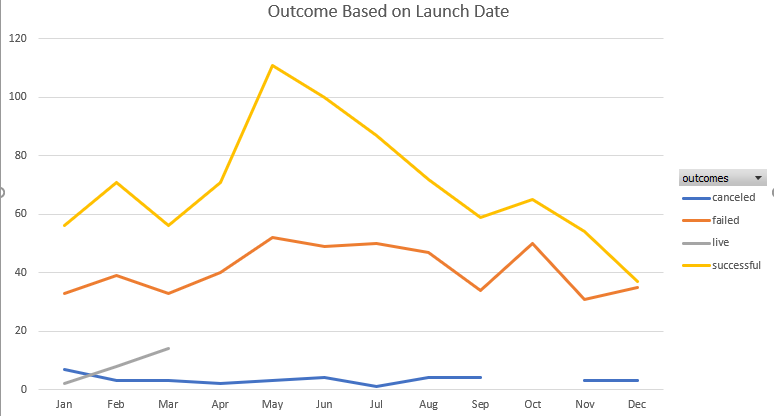 Outcome Based on Launch Date
120
100
80
60
40
20
0
Jan Feb Mar Apr May Jun Jul Aug Sep Oct Nov Dec
outcomes
canceled
failed
live
successful